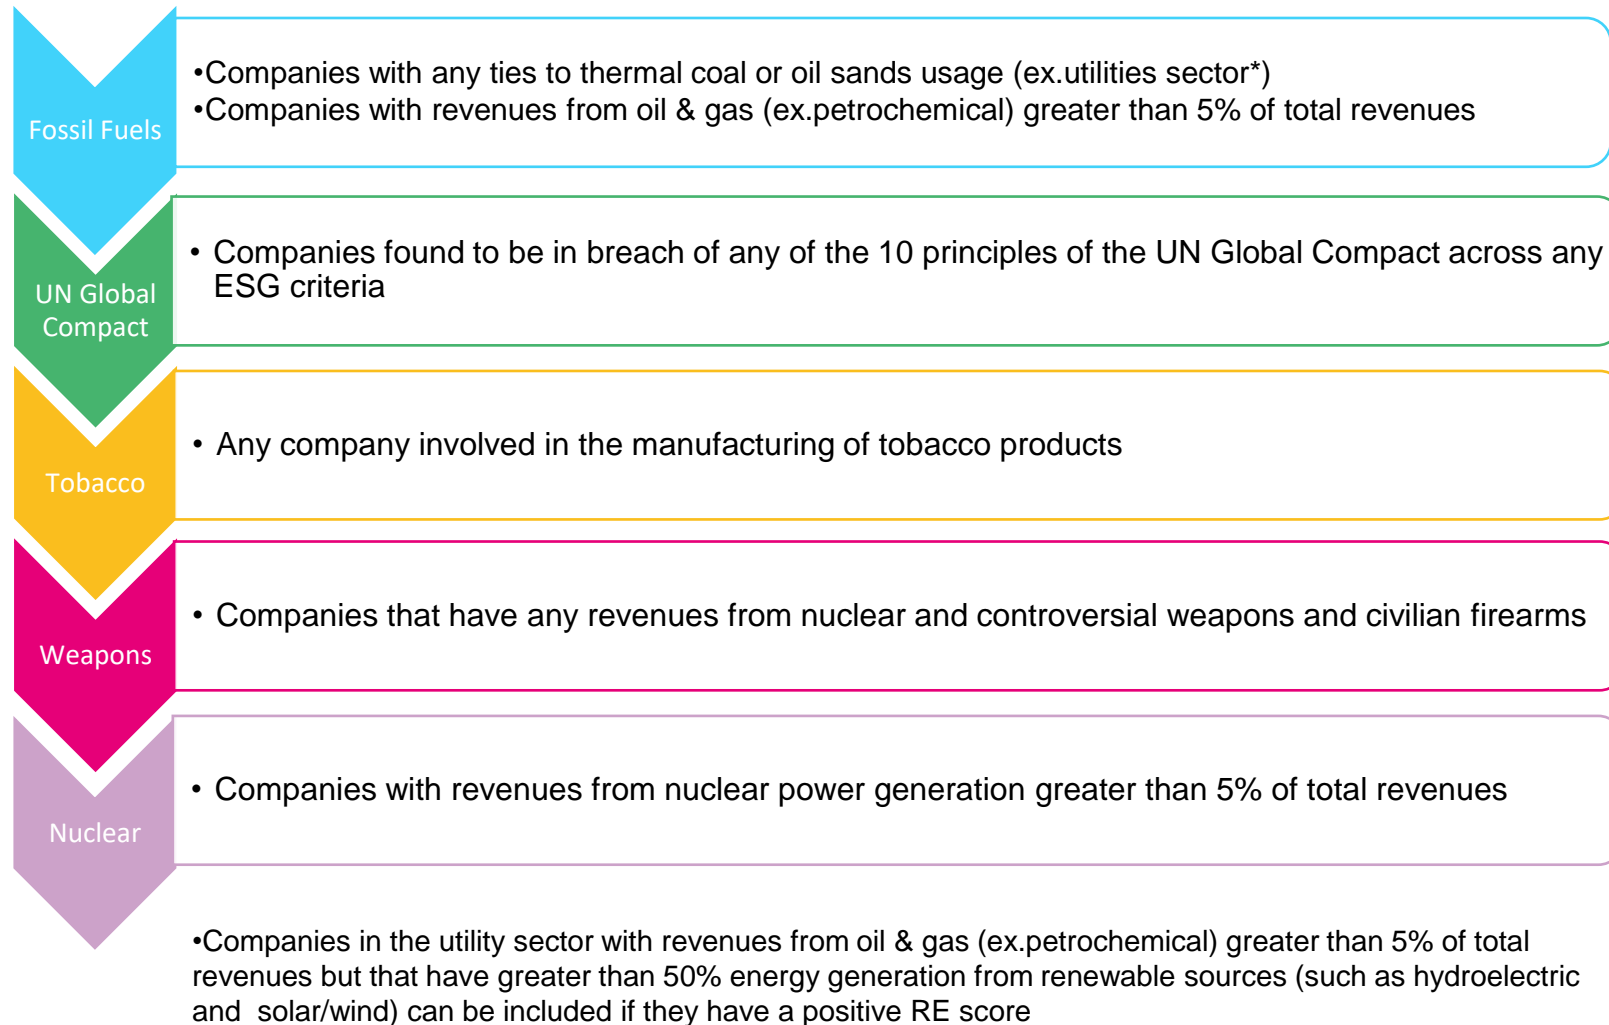 Fossil Fuels
•Companies with any ties to thermal coal or oil sands usage (ex.utilities sector*)
•Companies with revenues from oil & gas (ex.petrochemical) greater than 5% of total revenues
UN Global
Compact
• Companies found to be in breach of any of the 10 principles of the UN Global Compact across any
ESG criteria
Tobacco
• Any company involved in the manufacturing of tobacco products
Weapons
• Companies that have any revenues from nuclear and controversial weapons and civilian firearms
Nuclear
• Companies with revenues from nuclear power generation greater than 5% of total revenues
•Companies in the utility sector with revenues from oil & gas (ex.petrochemical) greater than 5% of total
revenues but that have greater than 50% energy generation from renewable sources (such as hydroelectric
and solar/wind) can be included if they have a positive RE score